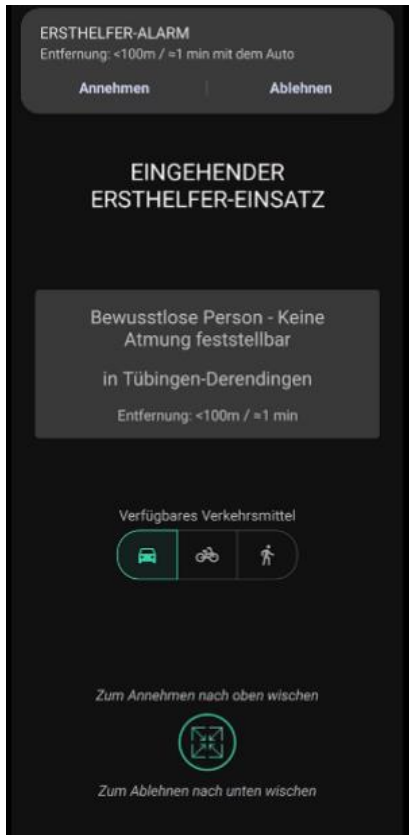 ERSTHELFER-ALARM
Entfernung: <100m / ≈1 min mit dem Auto
Annehmen | Ablehnen
EINGEHENDER
ERSTHELFER-EINSATZ
Bewusstlose Person - Keine
Atmung feststellbar
in Tübingen-Derendingen
Entfernung: <100m / ≈1 min
Verfügbares Verkehrsmittel
Zum Annehmen nach oben wischen
Zum Ablehnen nach unten wischen